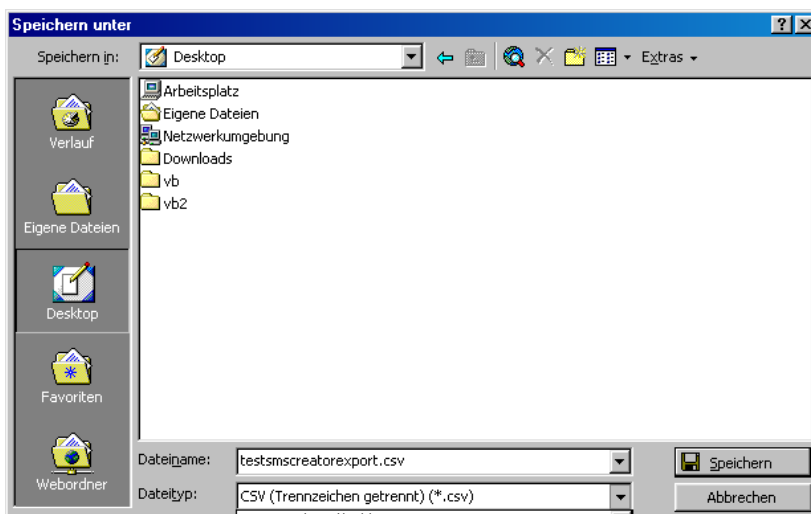 Speichern unter
Speichern in: Desktop Extras
Arbeitsplatz
Eigene Dateien
Netzwerkumgebung
Downloads
vb
vb2
Verlauf
Eigene Dateien
Desktop
Favoriten
Webordner
Dateiname: testsmscreatorexport.csv Speichern
Dateityp: CSV (Trennzeichen getrennt) (*.csv) Abbrechen